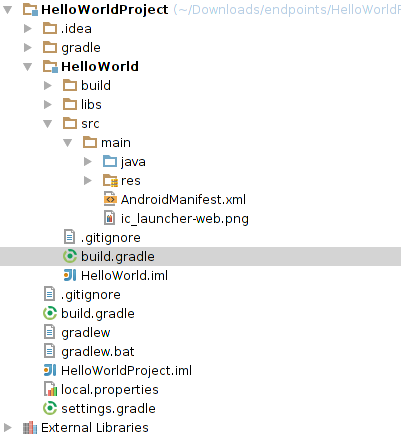 HelloWorldProject (~/Downloads/endpoints/HelloWorldP
.idea
gradle
HelloWorld
build
libs
src
main
java
res
AndroidManifest.xml
ic_launcher-web.png
.gitignore
build.gradle
HelloWorld.iml
.gitignore
build.gradle
gradlew
gradlew.bat
HelloWorldProject.iml
local.properties
settings.gradle
External Libraries